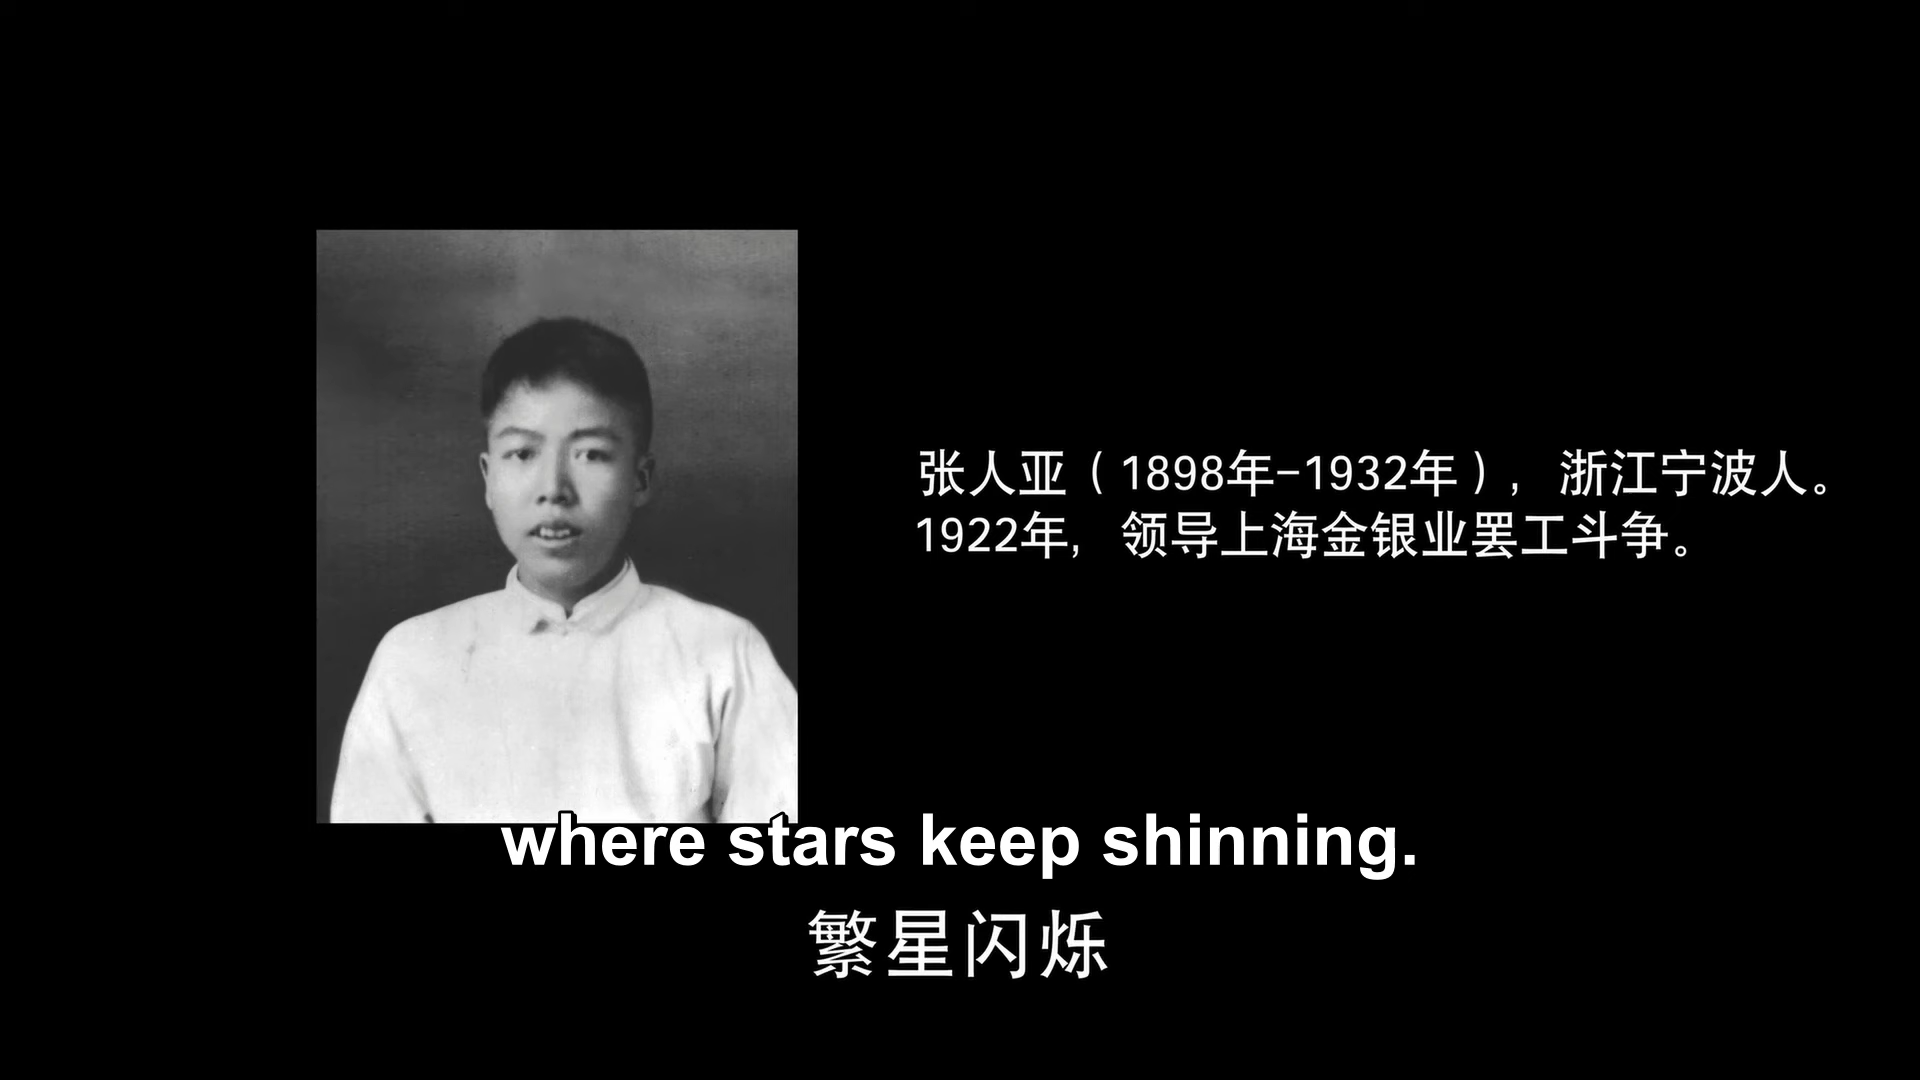 张人亚（1898年-1932年），浙江宁波人。
1922年，领导上海金银业罢工斗争。
where stars keep shinning.
繁星闪烁